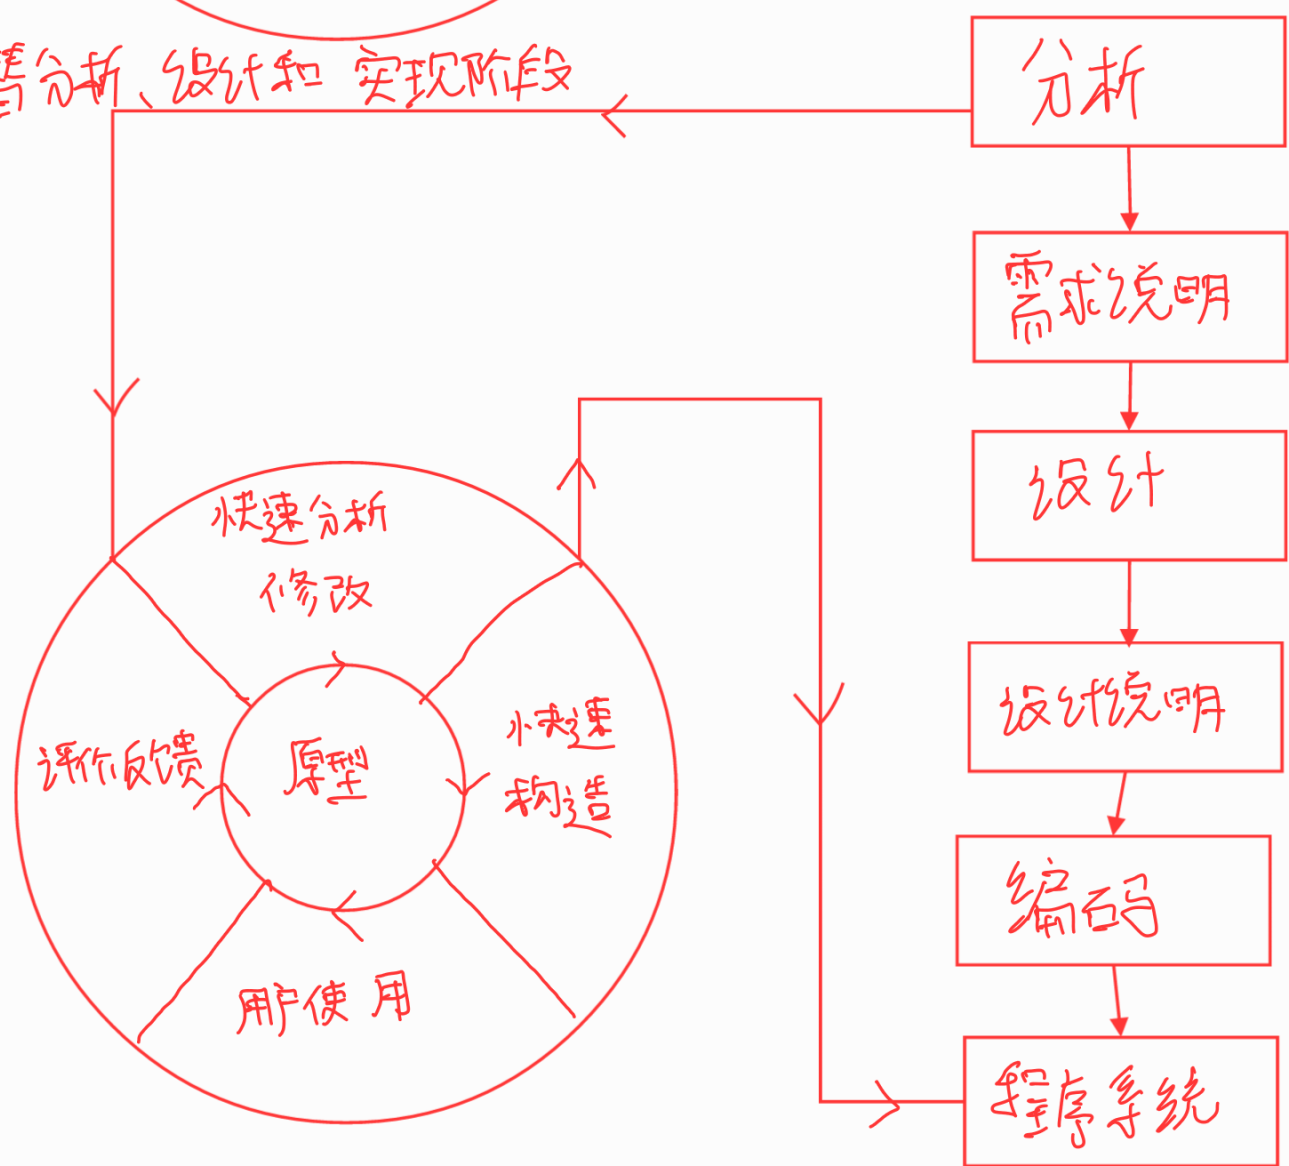 分析、设计和 实现阶段
分析
需求说明
设计
设计说明
编码
程序系统
快速分析
修改
快速
构造
用户使用
评价反馈
原型